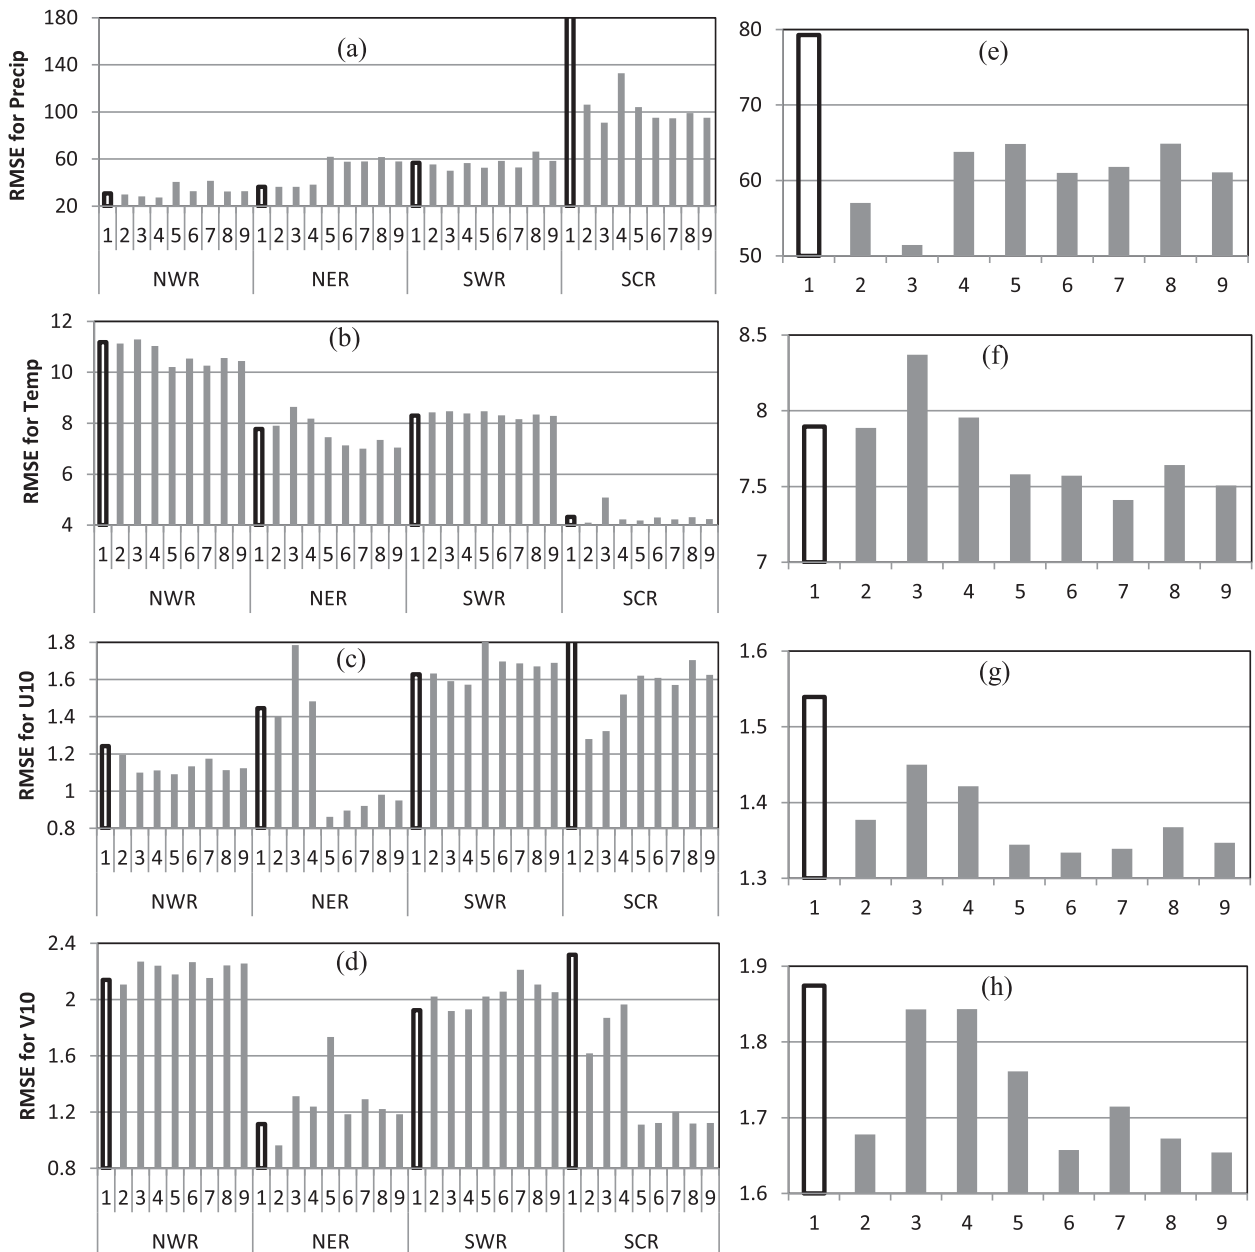 RMSE for Precip
180
140
100
60
20
(a)
1 2 3 4 5 6 7 8 9 1 2 3 4 5 6 7 8 9 1 2 3 4 5 6 7 8 9 1 2 3 4 5 6 7 8 9
NWR NER SWR SCR
80
70
60
50
(e)
1 2 3 4 5 6 7 8 9
RMSE for Temp
12
10
8
6
4
(b)
1 2 3 4 5 6 7 8 9 1 2 3 4 5 6 7 8 9 1 2 3 4 5 6 7 8 9 1 2 3 4 5 6 7 8 9
NWR NER SWR SCR
8.5
8
7.5
7
(f)
1 2 3 4 5 6 7 8 9
RMSE for U10
1.8
1.6
1.4
1.2
1
0.8
(c)
1 2 3 4 5 6 7 8 9 1 2 3 4 5 6 7 8 9 1 2 3 4 5 6 7 8 9 1 2 3 4 5 6 7 8 9
NWR NER SWR SCR
1.6
1.5
1.4
1.3
(g)
1 2 3 4 5 6 7 8 9
RMSE for V10
2.4
2
1.6
1.2
0.8
(d)
1 2 3 4 5 6 7 8 9 1 2 3 4 5 6 7 8 9 1 2 3 4 5 6 7 8 9 1 2 3 4 5 6 7 8 9
NWR NER SWR SCR
1.9
1.8
1.7
1.6
(h)
1 2 3 4 5 6 7 8 9